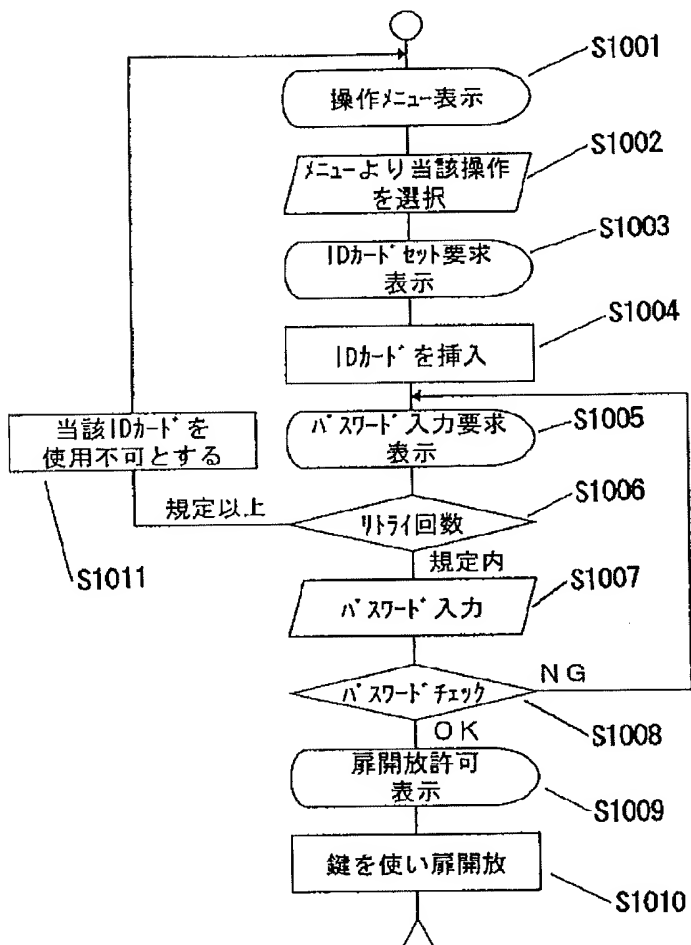 S1001
操作メニュー表示
S1002
メニューより当該操作
を選択
S1003
IDカード セット要求
表示
S1004
IDカード を挿入
S1005
パスワード 入力要求
表示
当該IDカード を
使用不可とする
S1011
S1006
リトライ回数
規定以上
規定内
S1007
パスワード 入力
パスワード チェック
NG
S1008
OK
扉開放許可
表示
S1009
鍵を使い扉開放
S1010